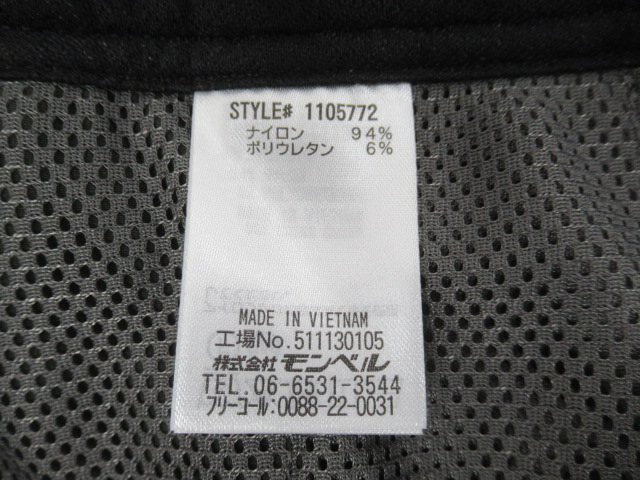 STYLE# 1105772
ナイロン 94%
ポリウレタン 6%
MADE IN VIETNAM
工場No.511130105
株式会社 モンベル
TEL.06-6531-3544
フリーコール:0088-22-0031